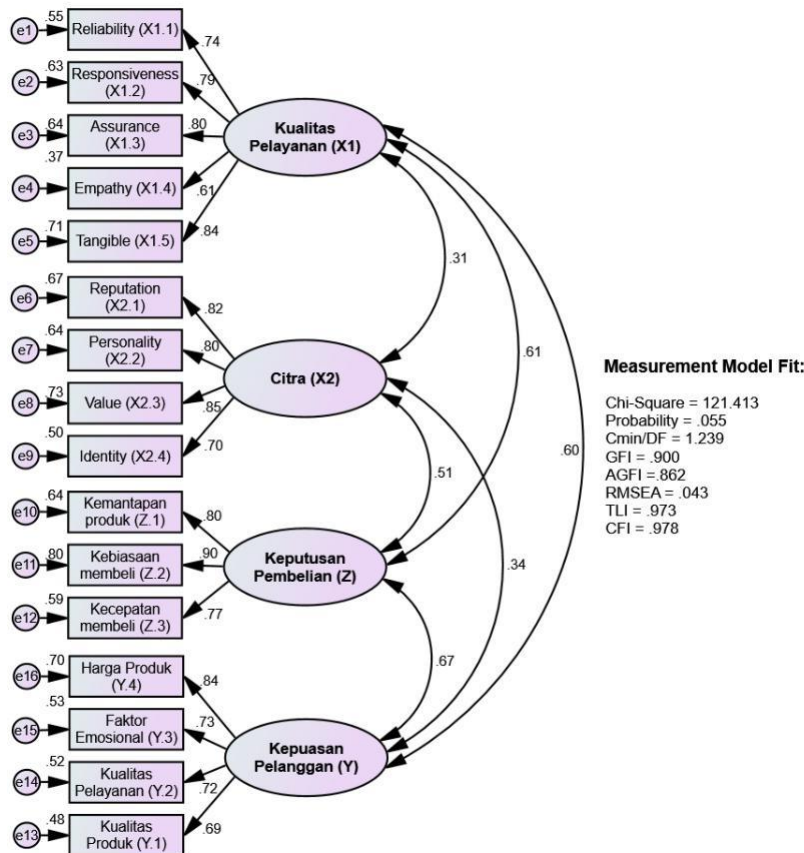 .55
e1
Reliability (X1.1)
.74
.63
e2
Responsiveness
(X1.2)
.79
.64
e3
Assurance
(X1.3)
.80
.37
e4
Empathy (X1.4)
.61
.71
e5
Tangible (X1.5)
.84
Kualitas
Pelayanan (X1)
.67
e6
Reputation
(X2.1)
.82
.64
e7
Personality
(X2.2)
.80
.73
e8
Value (X2.3)
.85
.50
e9
Identity (X2.4)
.70
Citra (X2)
.64
e10
Kemantapan
produk (Z.1)
.80
.80
e11
Kebiasaan
membeli (Z.2)
.90
.59
e12
Kecepatan
membeli (Z.3)
.77
Keputusan
Pembelian (Z)
.70
e16
Harga Produk
(Y.4)
.84
.53
e15
Faktor
Emosional (Y.3)
.73
.52
e14
Kualitas
Pelayanan (Y.2)
.72
.48
e13
Kualitas
Produk (Y.1)
.69
Kepuasan
Pelanggan (Y)
.31
.61
.60
.51
.34
.67
Measurement Model Fit:
Chi-Square = 121.413
Probability = .055
Cmin/DF = 1.239
GFI = .900
AGFI =.862
RMSEA = .043
TLI = .973
CFI = .978